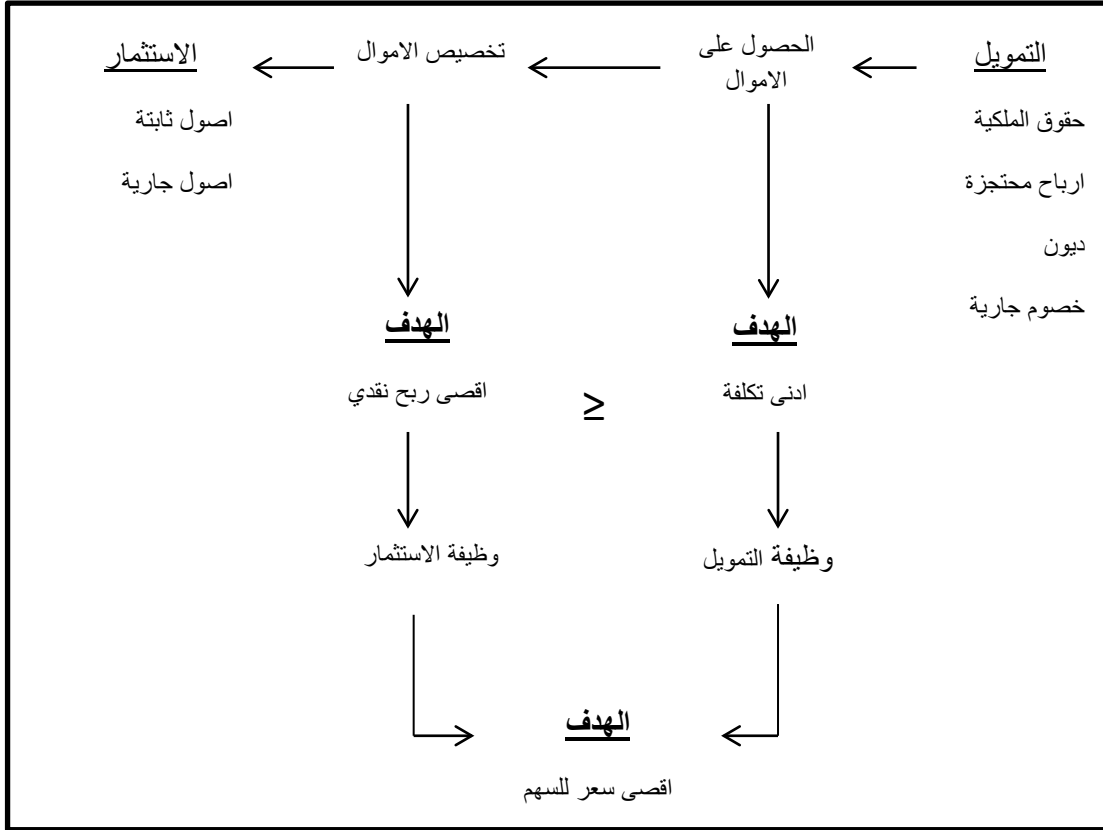 التمويل
حقوق الملكية
ارباح محتجزة
ديون
خصوم جارية
الحصول على
الاموال
تخصيص الاموال
الاستثمار
اصول ثابتة
اصول جارية
الهدف
ادنى تكلفة
≥
الهدف
اقصى ربح نقدي
وظيفة التمويل
وظيفة الاستثمار
الهدف
اقصى سعر للسهم